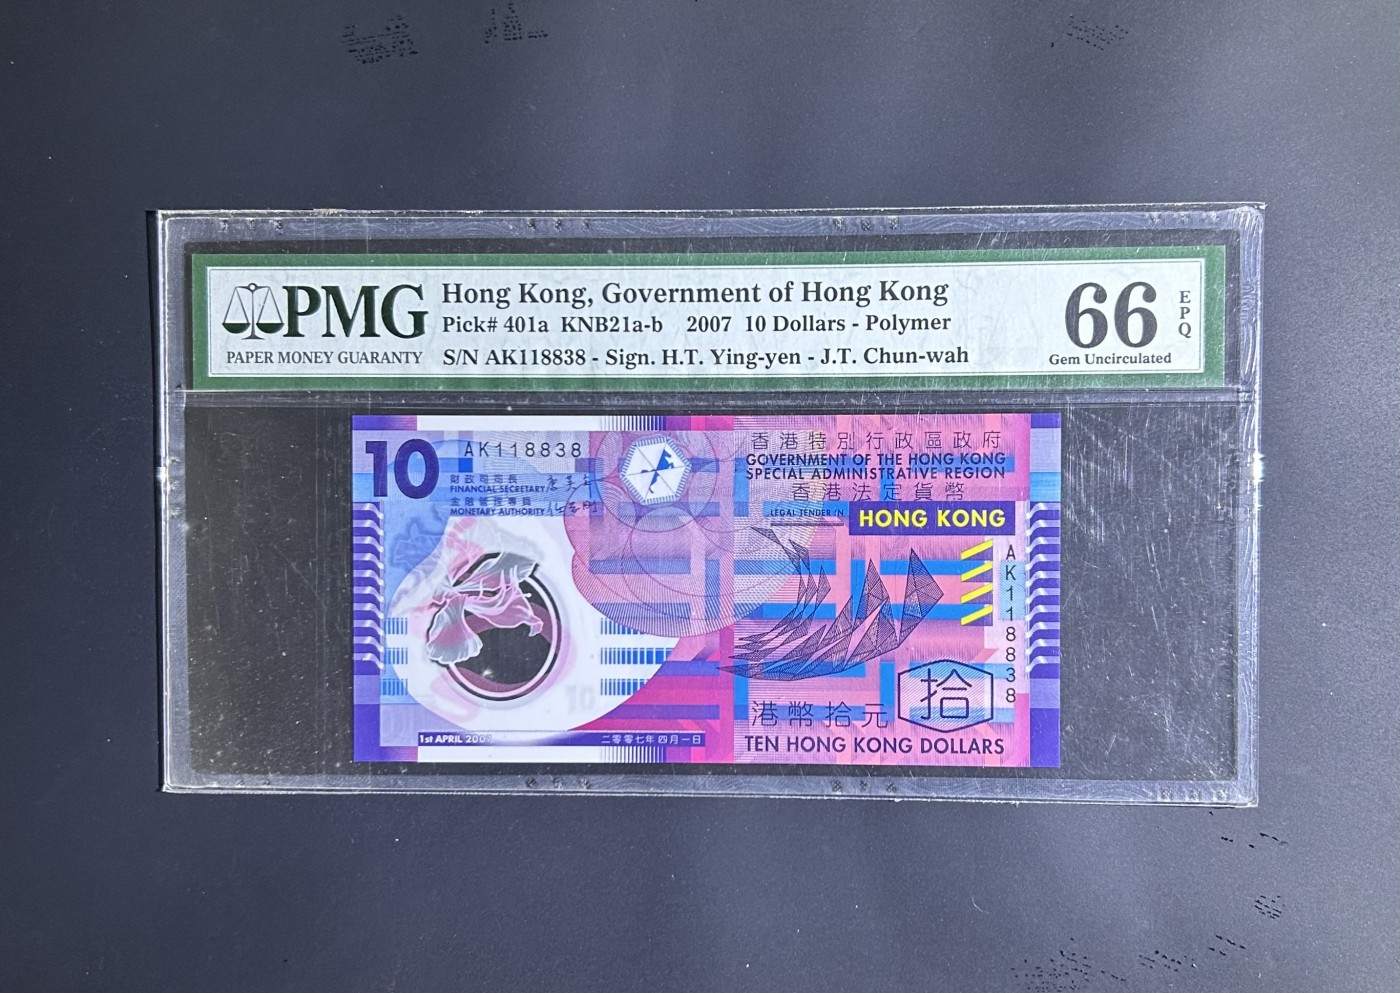 PMG
PAPER MONEY GUARANTY
Hong Kong, Government of Hong Kong
Pick# 401a KNB21a-b 2007 10 Dollars - Polymer
S/N AK118838 - Sign. H.T. Ying-yen - J.T. Chun-wah
66
Gem Uncirculated
EPQ
10
AK118838
財政司司長
FINANCIAL SECRETARY
金融管理專員
MONETARY AUTHORITY
香港特別行政區政府
GOVERNMENT OF THE HONG KONG
SPECIAL ADMINISTRATIVE REGION
香港法定貨幣
LEGAL TENDER IN
HONG KONG
AK118838
10
拾
港幣拾元
TEN HONG KONG DOLLARS
1st APRIL 2007
二零零七年四月一日